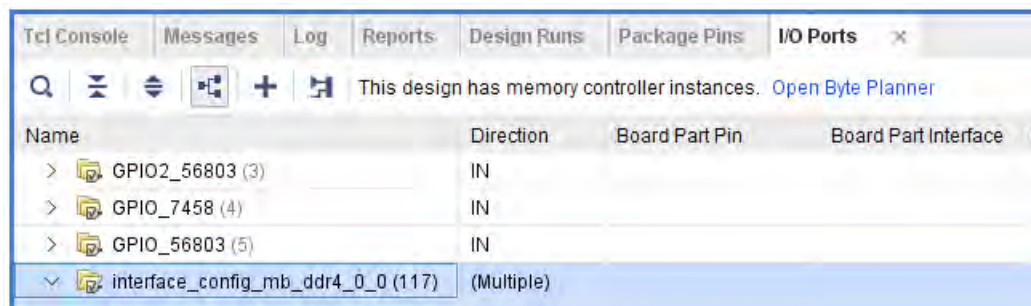 Tcl Console Messages Log Reports Design Runs Package Pins I/O Ports ×
This design has memory controller instances. Open Byte Planner
Name Direction Board Part Pin Board Part Interface
GPIO2_56803 (3) IN
GPIO_7458 (4) IN
GPIO_56803 (5) IN
interface_config_mb_ddr4_0_0 (117) (Multiple)